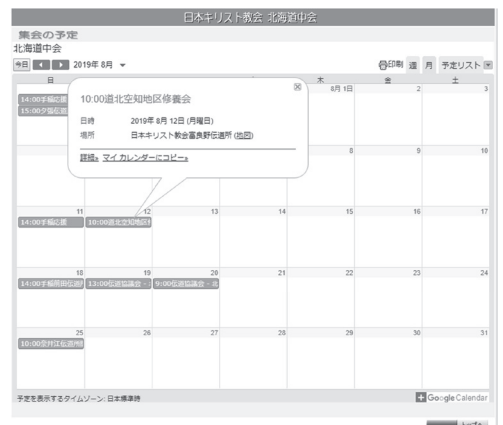 日本キリスト教会 北海道中会
集会の予定
北海道中会
今日 2019年 8月 印刷 週 月 予定リスト
日 木 金 土
8月 1日 2 3
14:00手稲応援
15:00夕張伝道
10:00道北空知地区修養会
日時 2019年 8月 12日 (月曜日)
場所 日本キリスト教会富良野伝道所 (地図)
詳細» マイ カレンダーにコピー»
8 9 10
11 12 13 14 15 16 17
14:00手稲応援 10:00道北空知地区
18 19 20 21 22 23 24
14:00手稲前田伝道 13:00伝道協議会 - 9:00伝道協議会 - 北
25 26 27 28 29 30 31
10:00空知江伝道所
予定を表示するタイムゾーン: 日本標準時 Google Calendar
トップへ